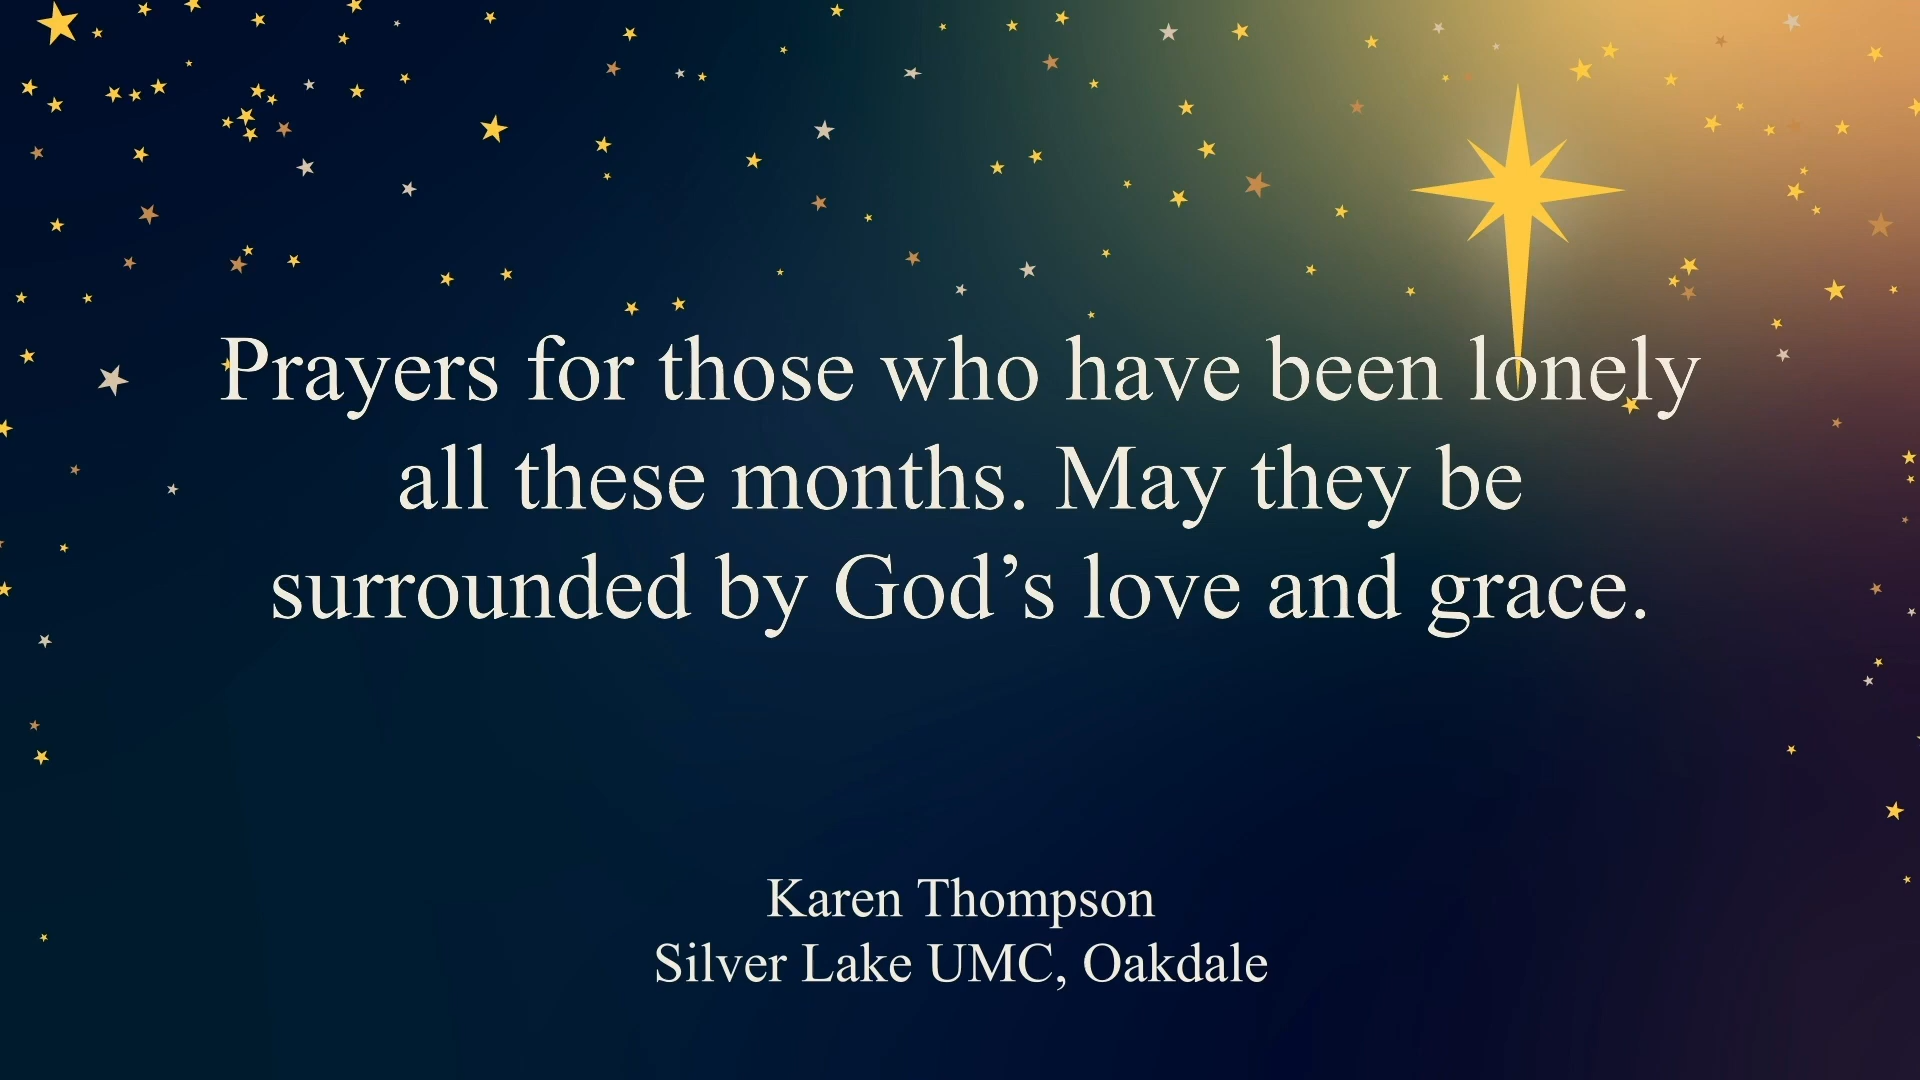 Prayers for those who have been lonely
all these months. May they be
surrounded by God’s love and grace.
Karen Thompson
Silver Lake UMC, Oakdale